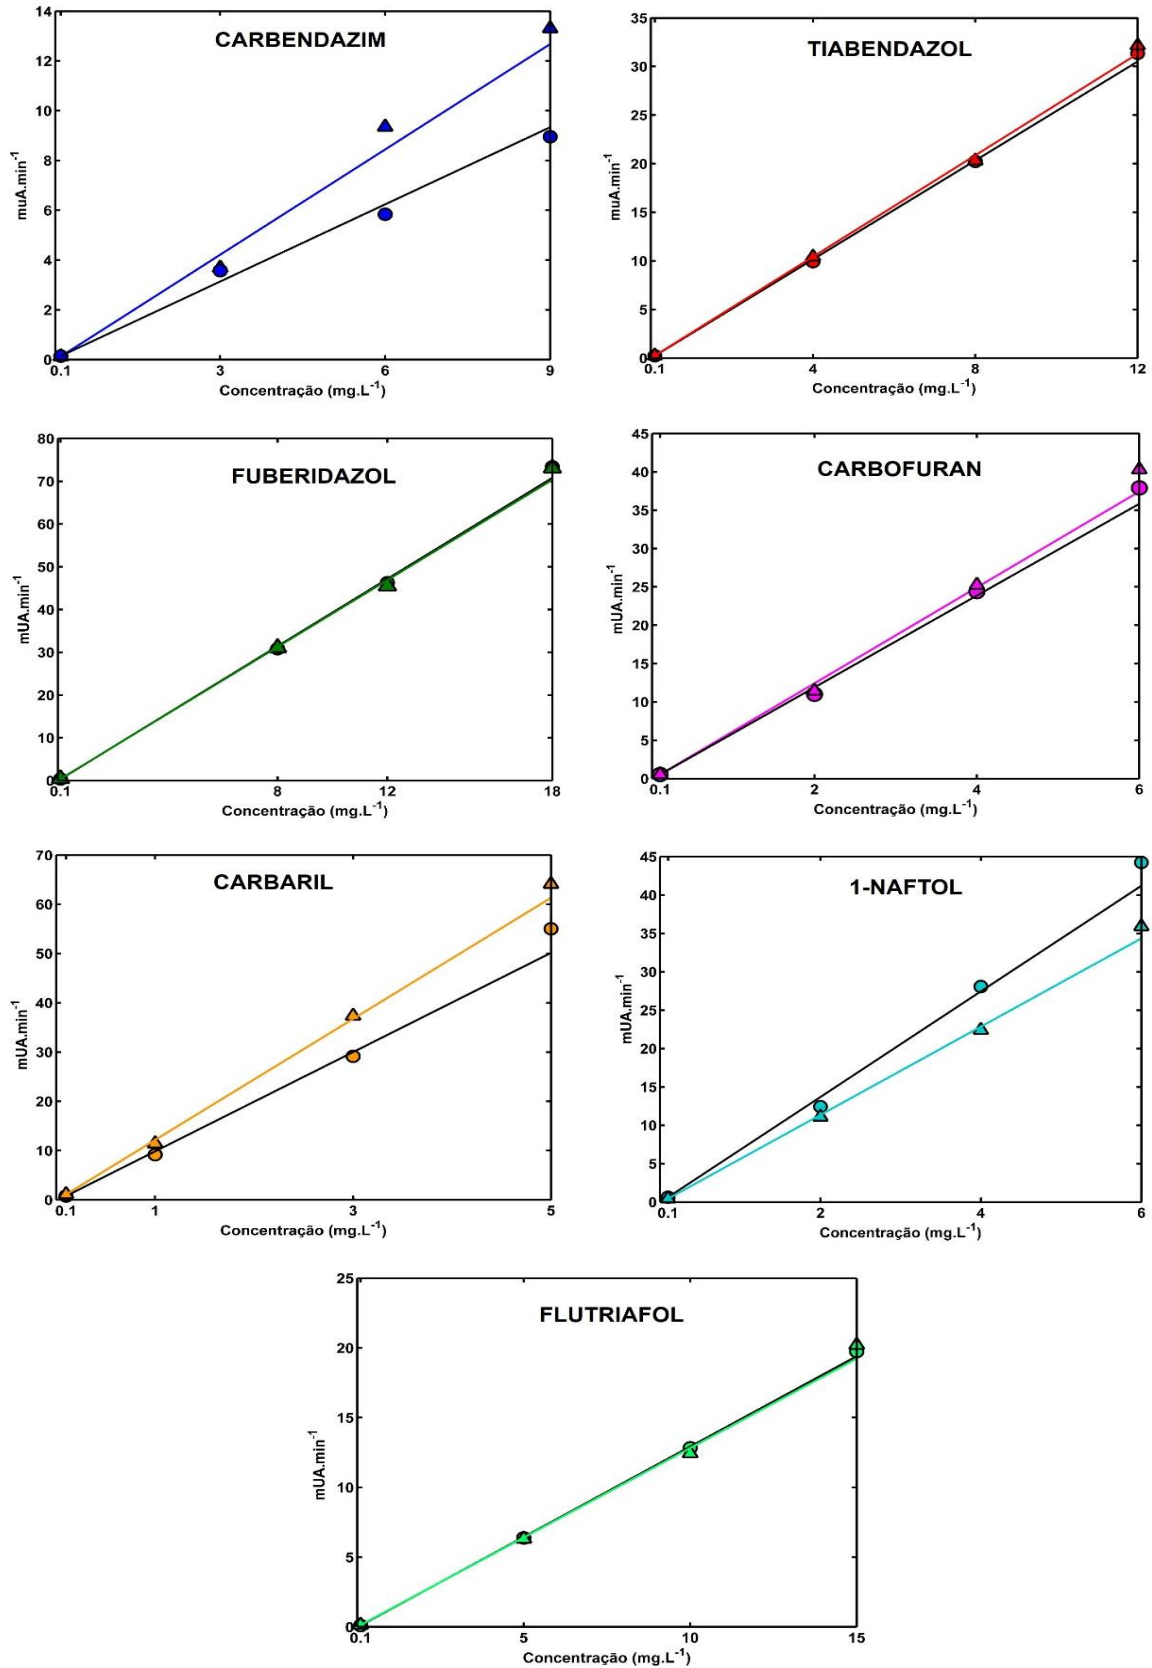 CARBENDAZIM
muA.min-1
14
12
10
8
6
4
2
0
0.1 3 6 9
Concentração (mg.L-1)
TIABENDAZOL
muA.min-1
35
30
25
20
15
10
5
0
0.1 4 8 12
Concentração (mg.L-1)
FUBERIDAZOL
mUA.min-1
80
70
60
50
40
30
20
10
0
0.1 8 12 18
Concentração (mg.L-1)
CARBOFURAN
muA.min-1
45
40
35
30
25
20
15
10
5
0
0.1 2 4 6
Concentração (mg.L-1)
CARBARIL
mUA.min-1
70
60
50
40
30
20
10
0
0.1 1 3 5
Concentração (mg.L-1)
1-NAFTOL
mUA.min-1
45
40
35
30
25
20
15
10
5
0
0.1 2 4 6
Concentração (mg.L-1)
FLUTRIAFOL
mUA.min-1
25
20
15
10
5
0
0.1 5 10 15
Concentração (mg.L-1)